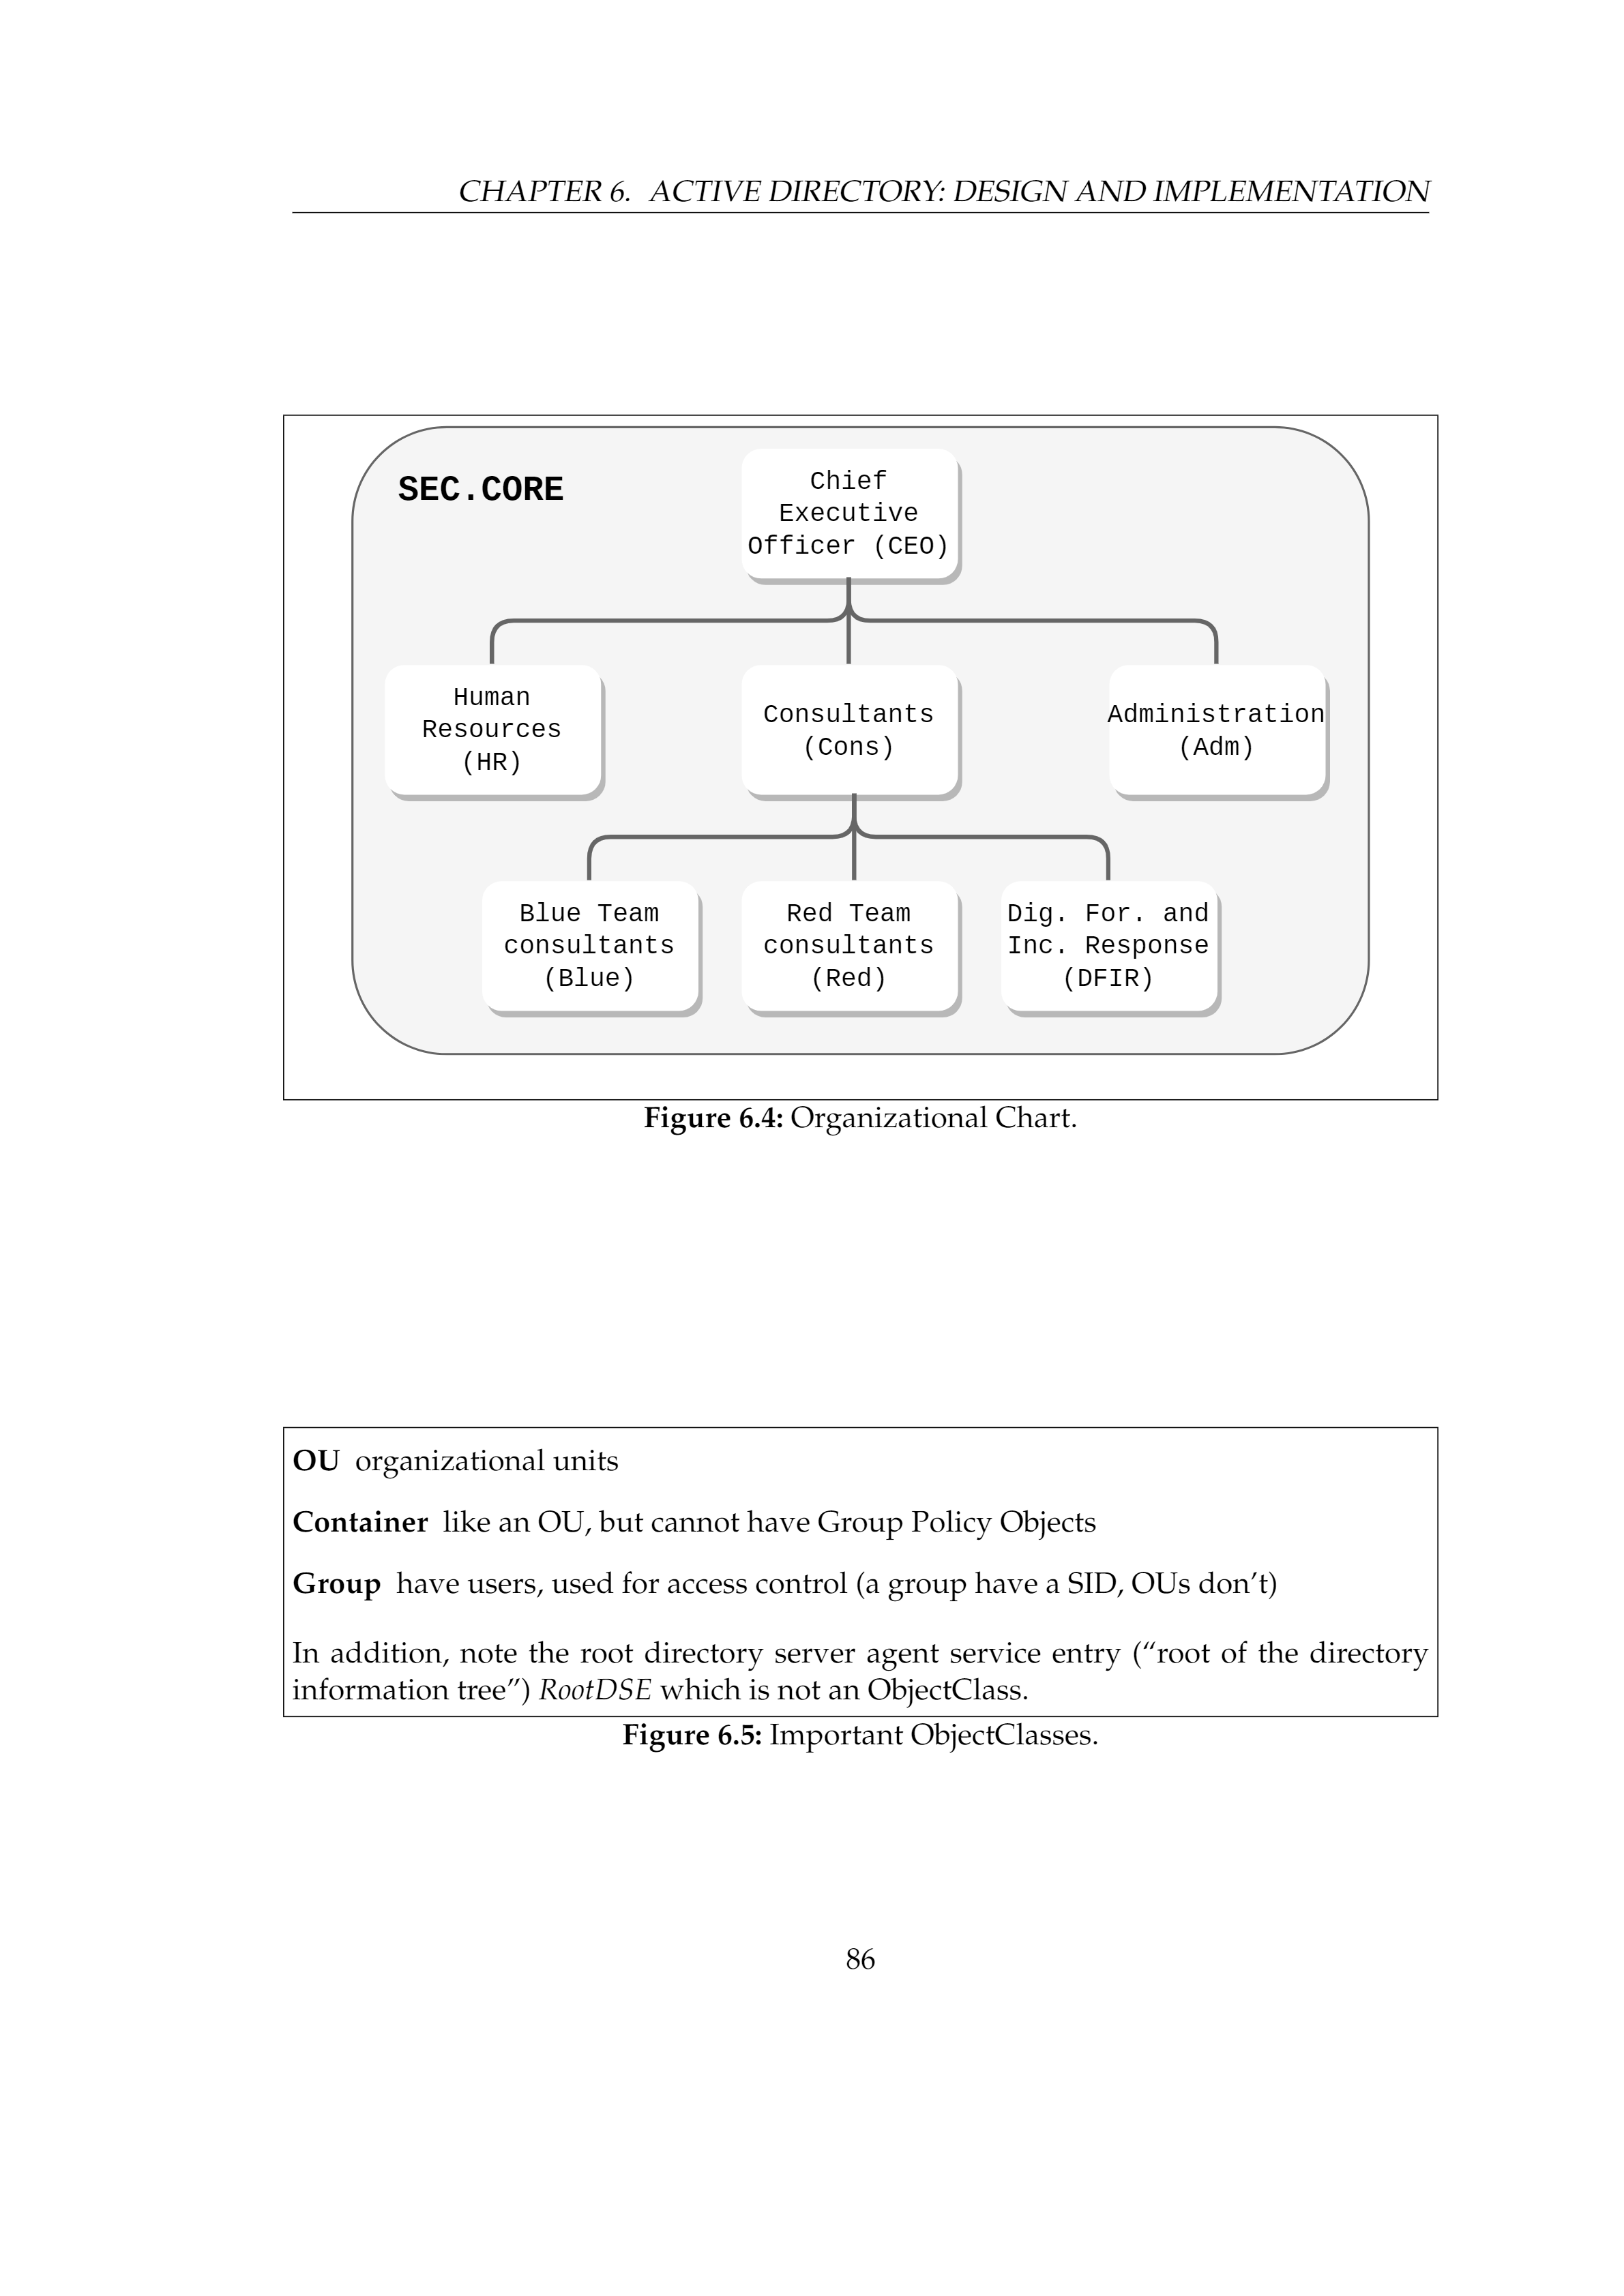 CHAPTER 6. ACTIVE DIRECTORY: DESIGN AND IMPLEMENTATION
SEC.CORE
Chief
Executive
Officer (CEO)
Human
Resources
(HR)
Consultants
(Cons)
Administration
(Adm)
Blue Team
consultants
(Blue)
Red Team
consultants
(Red)
Dig. For. and
Inc. Response
(DFIR)
Figure 6.4: Organizational Chart.
OU organizational units
Container like an OU, but cannot have Group Policy Objects
Group have users, used for access control (a group have a SID, OUs don’t)
In addition, note the root directory server agent service entry (“root of the directory
information tree”) RootDSE which is not an ObjectClass.
Figure 6.5: Important ObjectClasses.
86